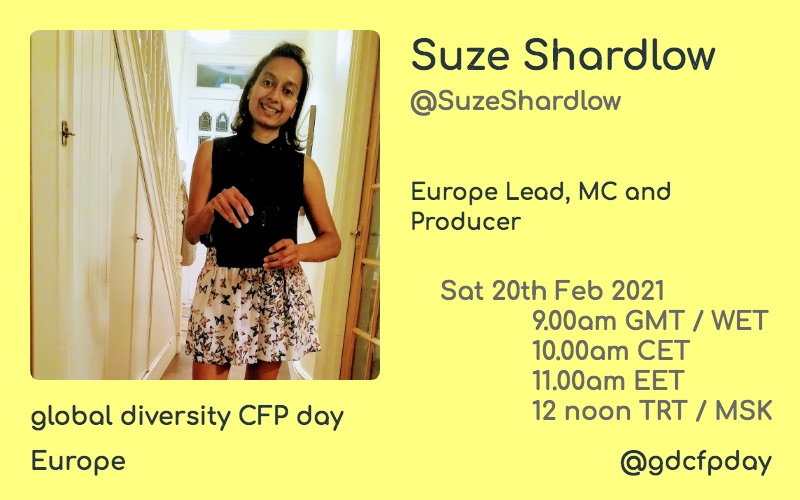 Suze Shardlow
@SuzeShardlow
Europe Lead, MC and
Producer
Sat 20th Feb 2021
9.00am GMT / WET
10.00am CET
11.00am EET
12 noon TRT / MSK
global diversity CFP day
Europe
@gdcfpday